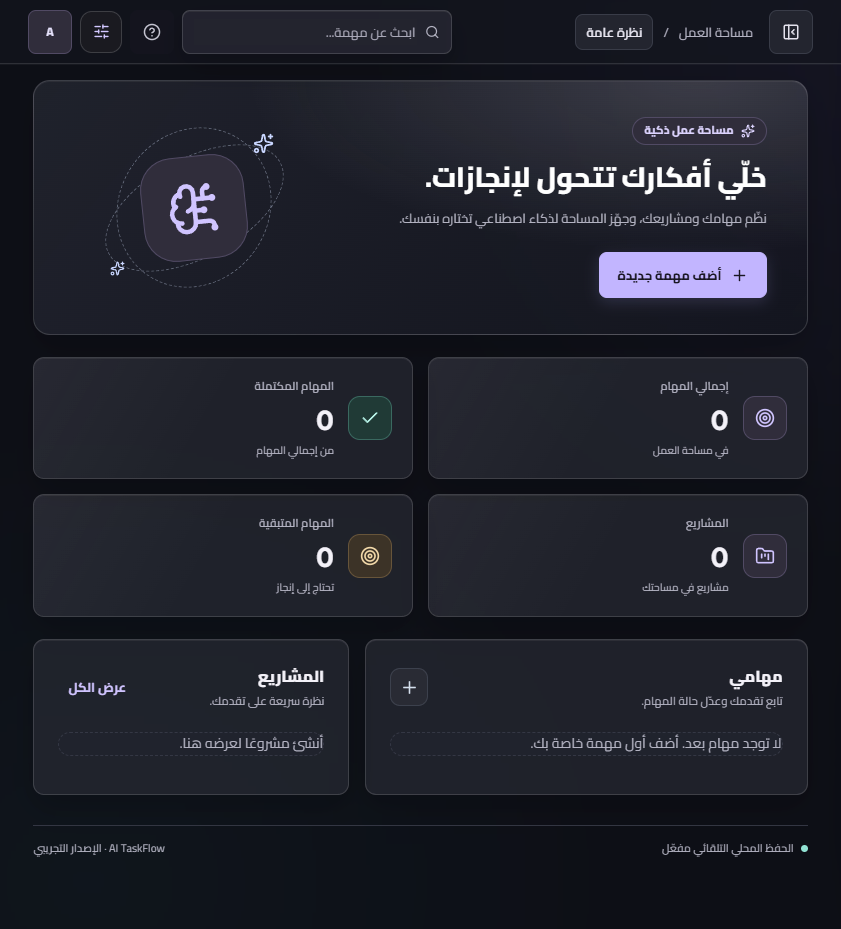 مساحة العمل / نظرة عامة
ابحث عن مهمة...
A
مساحة عمل ذكية
خلّي أفكارك تتحول لإنجازات.
نظّم مهامك ومشاريعك، وجهّز المساحة لذكاء اصطناعي تختاره بنفسك.
أضف مهمة جديدة
إجمالي المهام
0
في مساحة العمل
المهام المكتملة
0
من إجمالي المهام
المشاريع
0
مشاريع في مساحتك
المهام المتبقية
0
تحتاج إلى إنجاز
مهامي
تابع تقدمك وعدّل حالة المهام.
لا توجد مهام بعد. أضف أول مهمة خاصة بك.
المشاريع
عرض الكل
نظرة سريعة على تقدمك.
أنشئ مشروعًا لعرضه هنا.
الحفظ المحلي التلقائي مفعّل
AI TaskFlow · الإصدار التجريبي